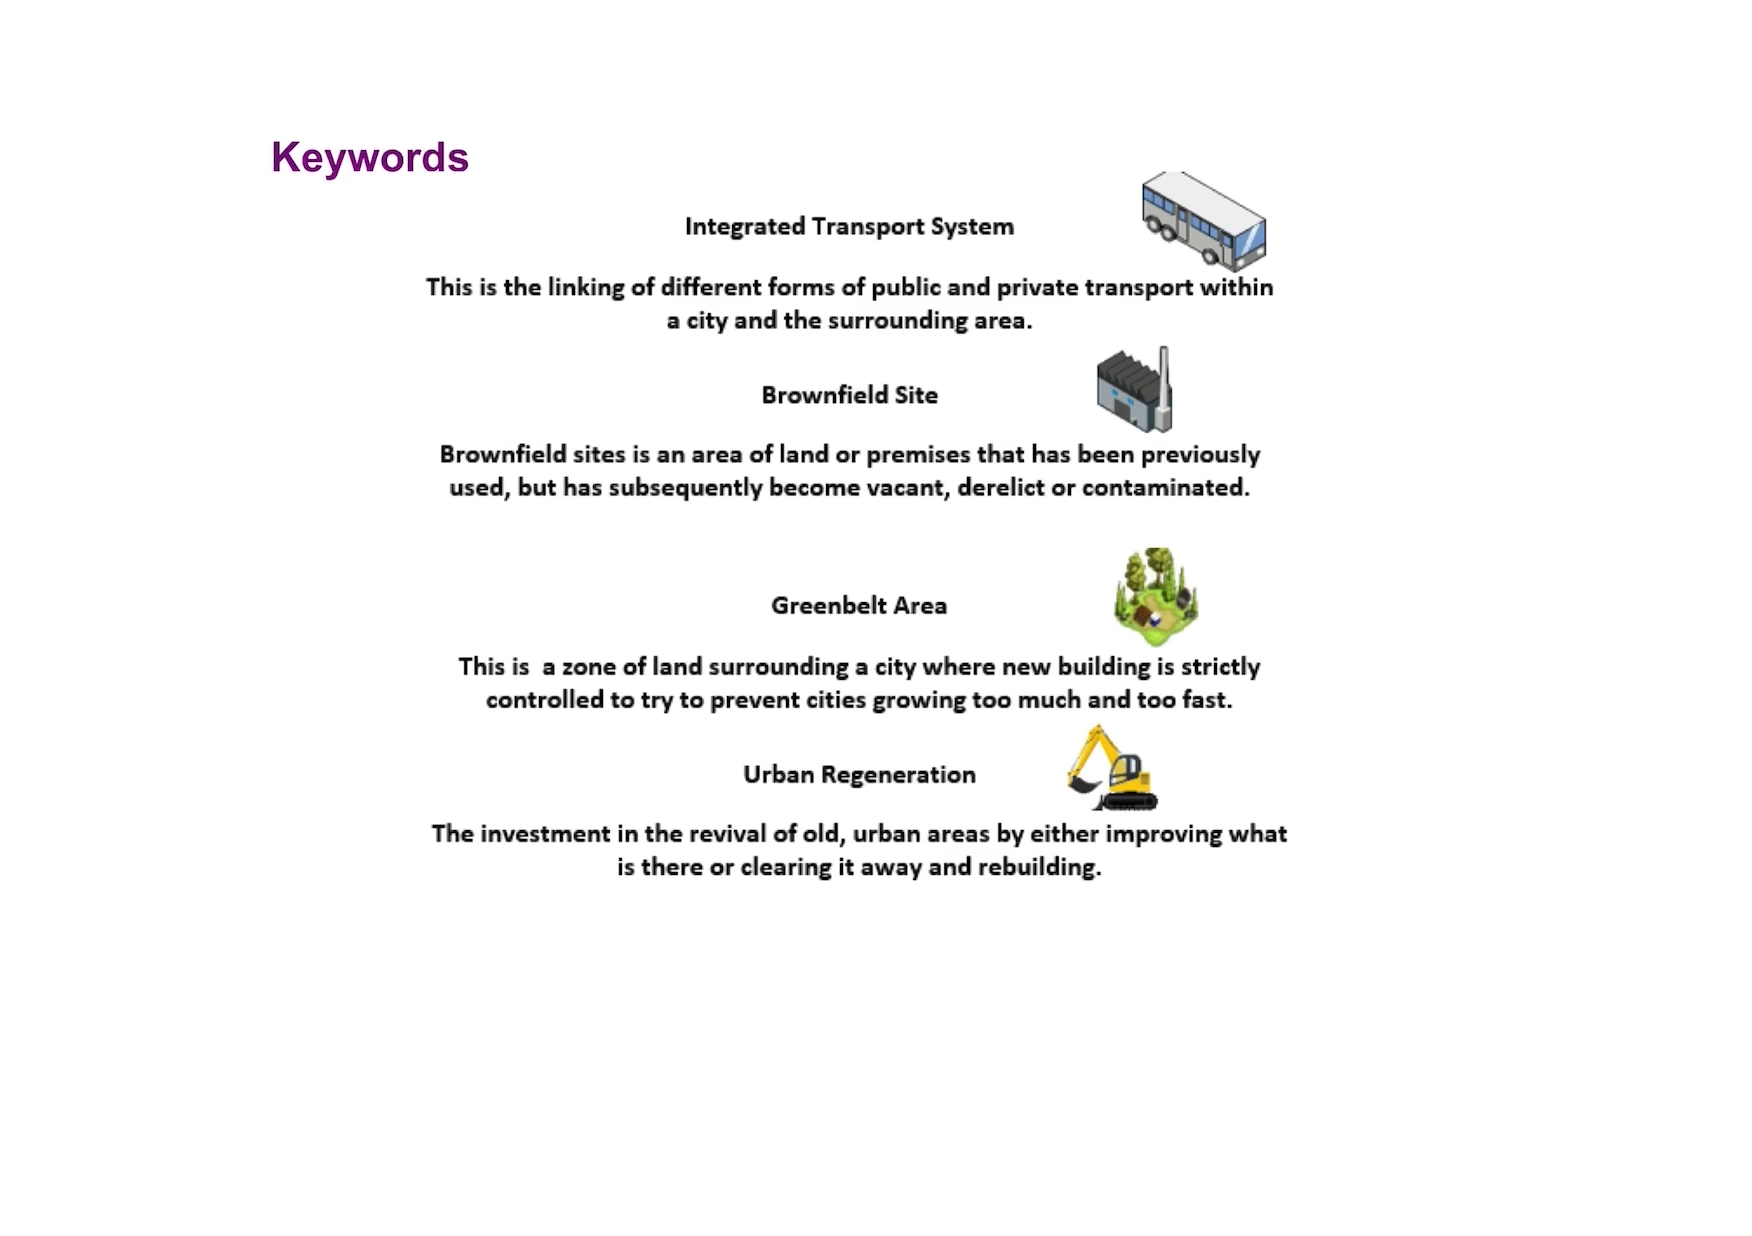 Keywords
Integrated Transport System
This is the linking of different forms of public and private transport within
a city and the surrounding area.
Brownfield Site
Brownfield sites is an area of land or premises that has been previously
used, but has subsequently become vacant, derelict or contaminated.
Greenbelt Area
This is  a zone of land surrounding a city where new building is strictly
controlled to try to prevent cities growing too much and too fast.
Urban Regeneration
The investment in the revival of old, urban areas by either improving what
is there or clearing it away and rebuilding.